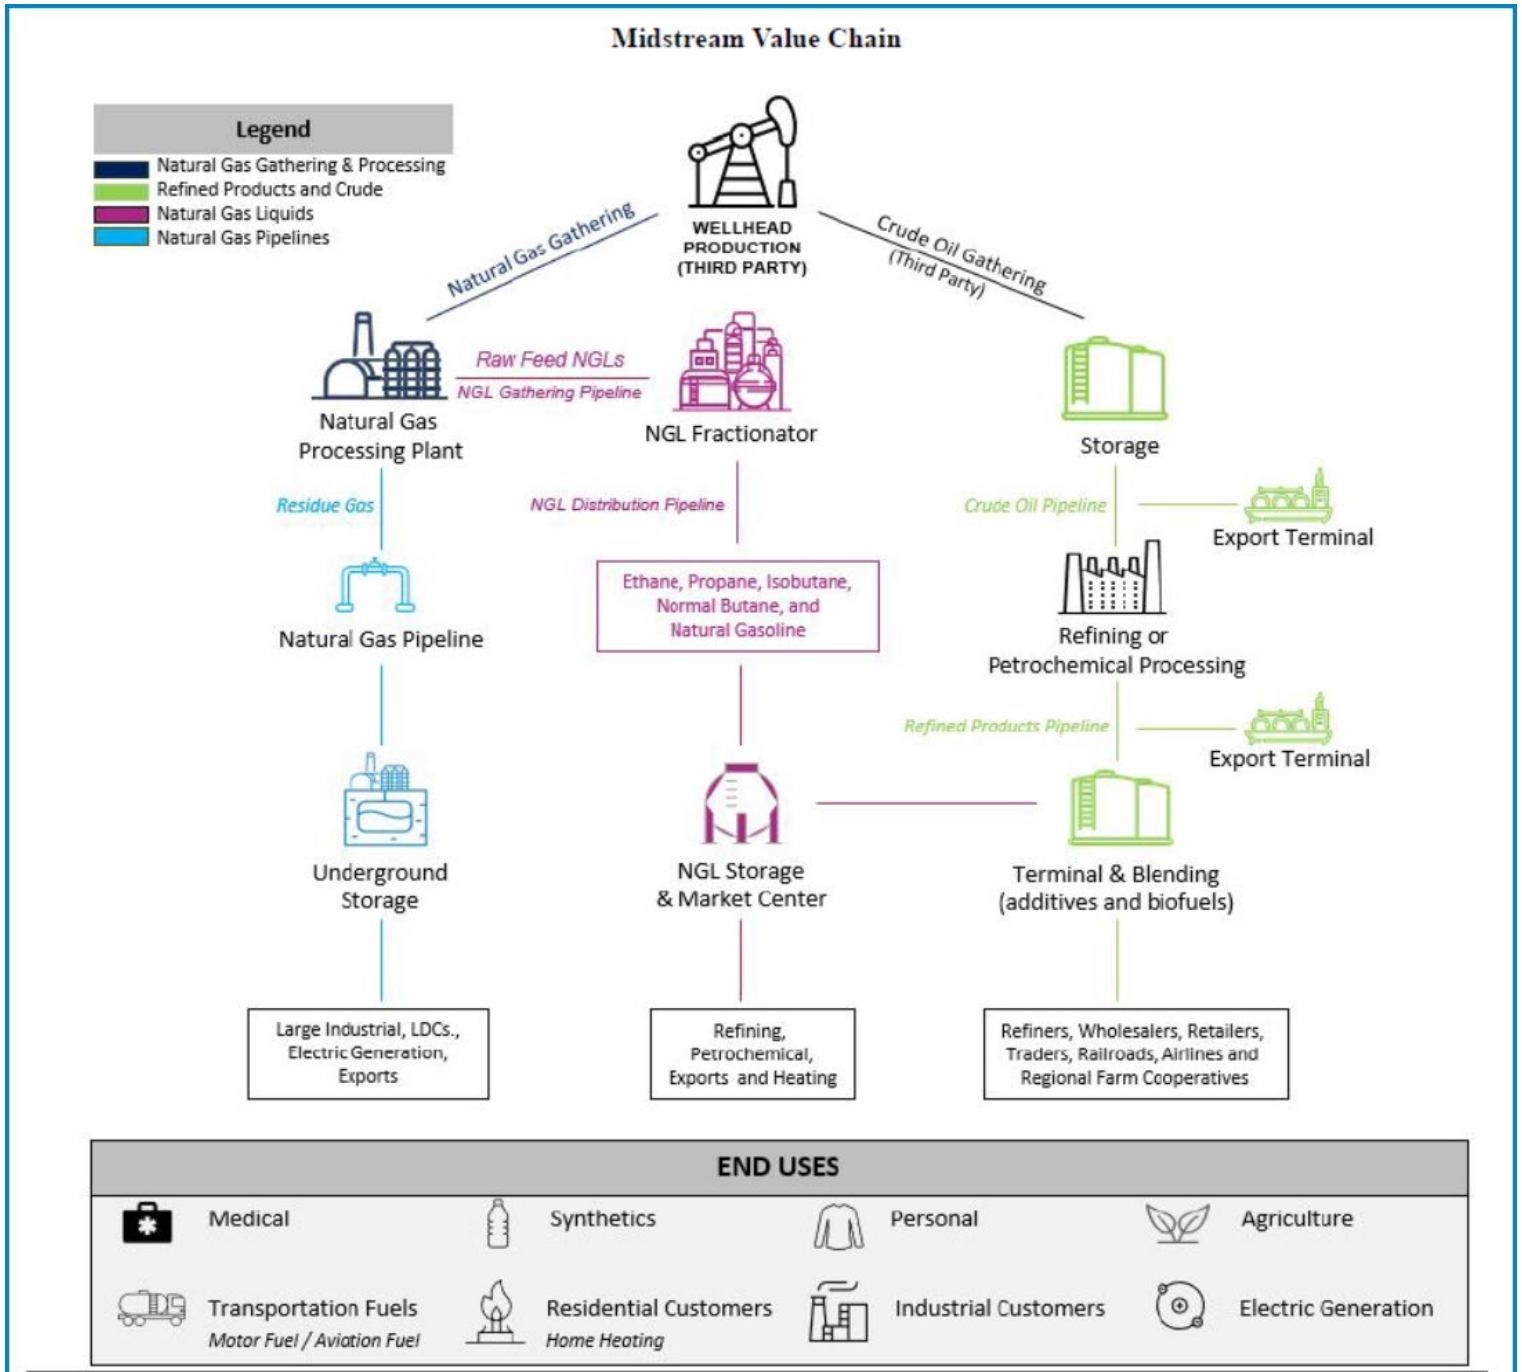 Midstream Value Chain
Legend
Natural Gas Gathering & Processing
Refined Products and Crude
Natural Gas Liquids
Natural Gas Pipelines
WELLHEAD
PRODUCTION
(THIRD PARTY)
Natural Gas Gathering
Crude Oil Gathering
(Third Party)
Raw Feed NGLs
NGL Gathering Pipeline
Natural Gas
Processing Plant
NGL Fractionator
Storage
Residue Gas
NGL Distribution Pipeline
Crude Oil Pipeline
Export Terminal
Ethane, Propane, Isobutane,
Normal Butane, and
Natural Gasoline
Natural Gas Pipeline
Refining or
Petrochemical Processing
Refined Products Pipeline
Export Terminal
Underground
Storage
NGL Storage
& Market Center
Terminal & Blending
(additives and biofuels)
Large Industrial, LDCs.,
Electric Generation,
Exports
Refining,
Petrochemical,
Exports and Heating
Refiners, Wholesalers, Retailers,
Traders, Railroads, Airlines and
Regional Farm Cooperatives
END USES
Medical
Synthetics
Personal
Agriculture
Transportation Fuels
Motor Fuel / Aviation Fuel
Residential Customers
Home Heating
Industrial Customers
Electric Generation